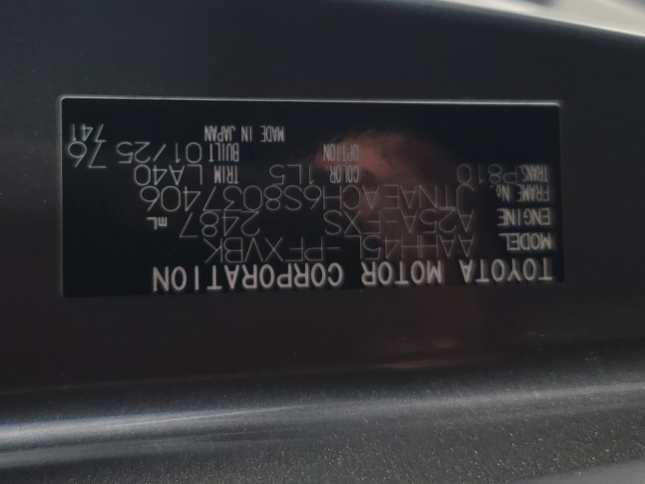 TOYOTA MOTOR CORPORATION
MODEL AAHH45L-PFXVBK
ENGINE A25A-FXS 2487 mL
FRAME No. JTNAEACH6S8037406
TRANS. P810 COLOR 1L5 TRIM LA40
OPTION BUILT 01/25 76
MADE IN JAPAN 741